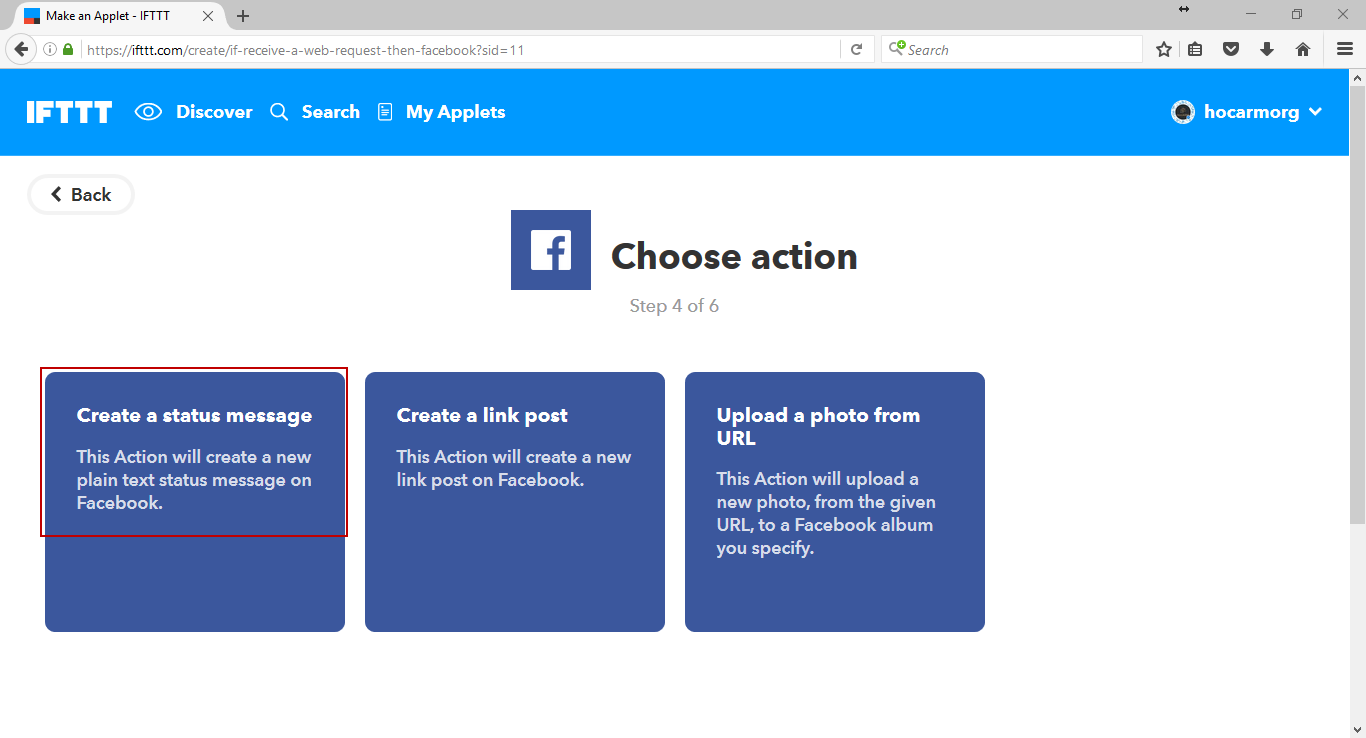 Make an Applet - IFTTT
https://ifttt.com/create/if-receive-a-web-request-then-facebook?sid=11
Search
IFTTT
Discover
Search
My Applets
hocarmorg
Back
Choose action
Step 4 of 6
Create a status message
This Action will create a new
plain text status message on
Facebook.
Create a link post
This Action will create a new
link post on Facebook.
Upload a photo from
URL
This Action will upload a
new photo, from the given
URL, to a Facebook album
you specify.